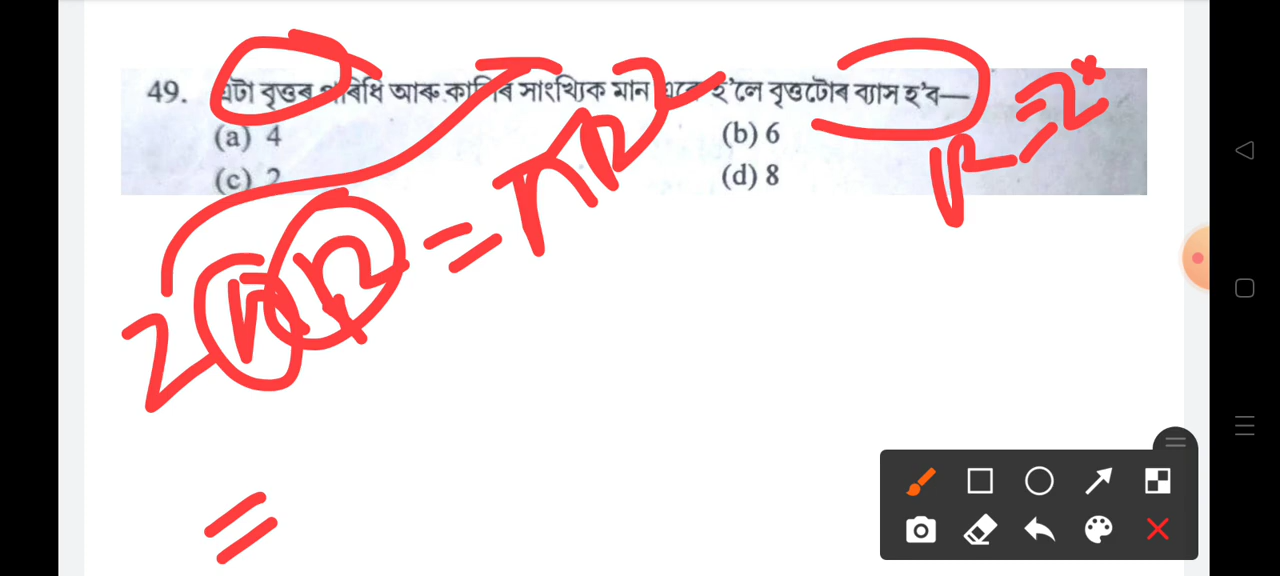 49. এটা বৃত্তৰ পৰিধি আৰু কালিৰ সাংখ্যিক মান একে হ'লে বৃত্তটোৰ ব্যাস হ'ব—
(a) 4 (b) 6
(c) 2 (d) 8
r = 2
2πr = πr²
=